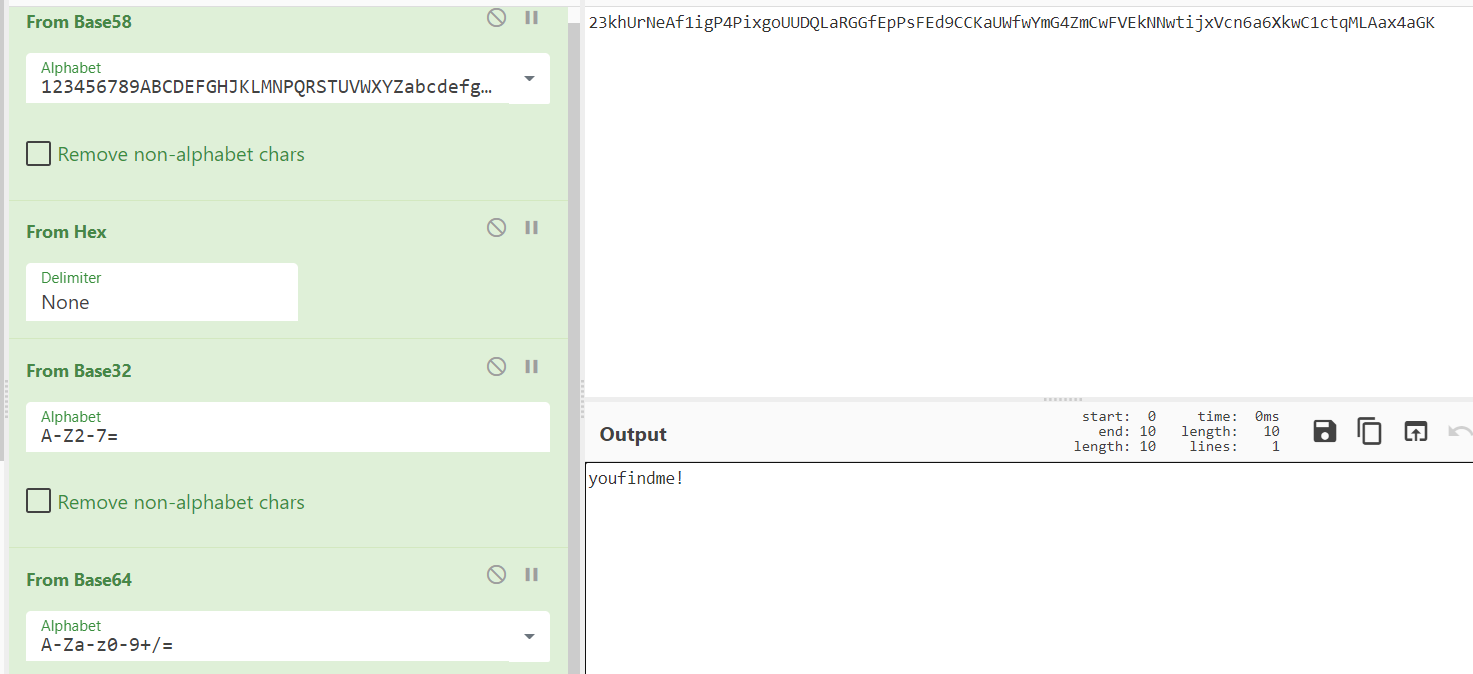 From Base58
Alphabet
123456789ABCDEFGHJKLMNPQRSTUVWXYZabcdefg…
Remove non-alphabet chars
From Hex
Delimiter
None
From Base32
Alphabet
A-Z2-7=
Remove non-alphabet chars
From Base64
Alphabet
A-Za-z0-9+/=
23khUrNeAf1igP4PixgoUUDQLaRGGfEpPsFEd9CCKaUWfwYmG4ZmCwFVEkNNwtijxVcn6a6XkwC1ctqMLAax4aGK
Output
start: 0 time: 0ms
end: 10 length: 10
length: 10 lines: 1
youfindme!